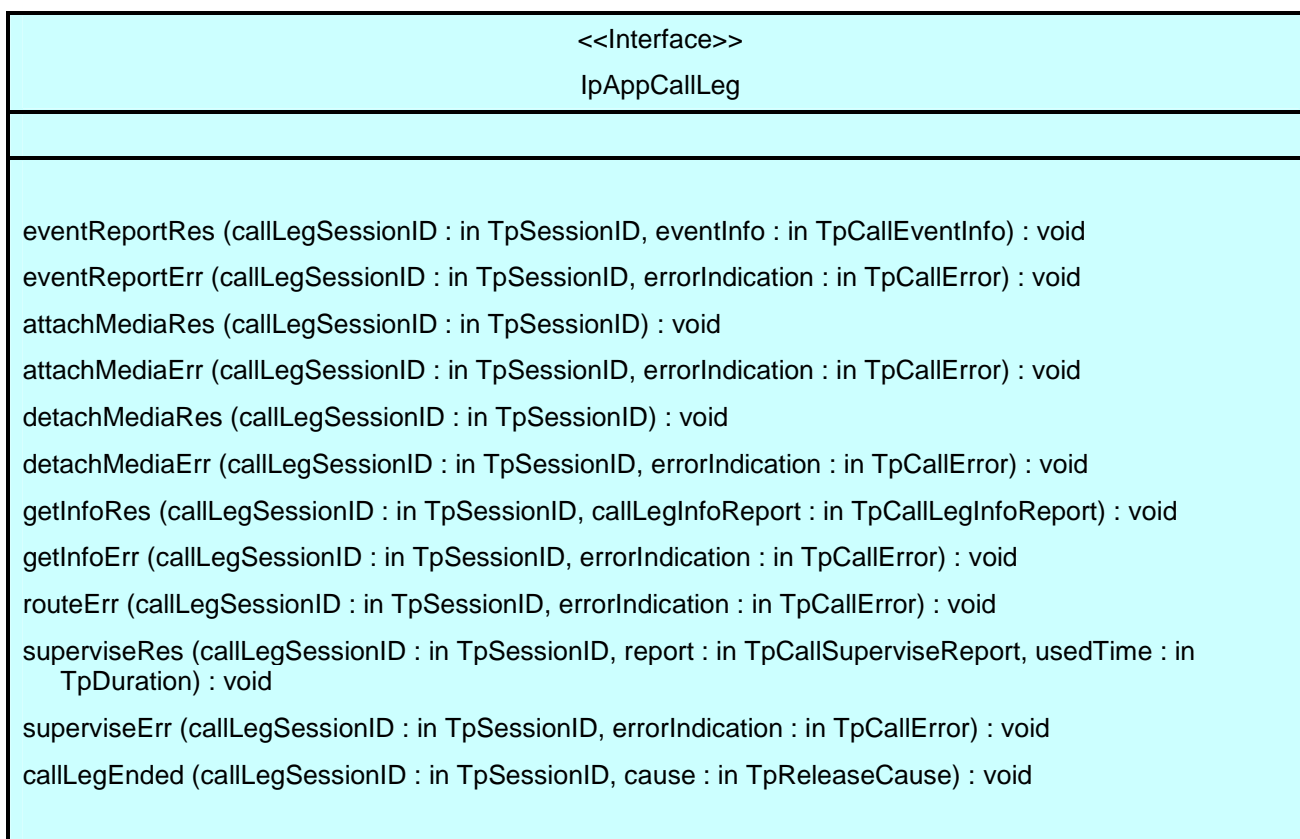 <<Interface>>
IpAppCallLeg
eventReportRes (callLegSessionID : in TpSessionID, eventInfo : in TpCallEventInfo) : void
eventReportErr (callLegSessionID : in TpSessionID, errorIndication : in TpCallError) : void
attachMediaRes (callLegSessionID : in TpSessionID) : void
attachMediaErr (callLegSessionID : in TpSessionID, errorIndication : in TpCallError) : void
detachMediaRes (callLegSessionID : in TpSessionID) : void
detachMediaErr (callLegSessionID : in TpSessionID, errorIndication : in TpCallError) : void
getInfoRes (callLegSessionID : in TpSessionID, callLegInfoReport : in TpCallLegInfoReport) : void
getInfoErr (callLegSessionID : in TpSessionID, errorIndication : in TpCallError) : void
routeErr (callLegSessionID : in TpSessionID, errorIndication : in TpCallError) : void
superviseRes (callLegSessionID : in TpSessionID, report : in TpCallSuperviseReport, usedTime : in
TpDuration) : void
superviseErr (callLegSessionID : in TpSessionID, errorIndication : in TpCallError) : void
callLegEnded (callLegSessionID : in TpSessionID, cause : in TpReleaseCause) : void